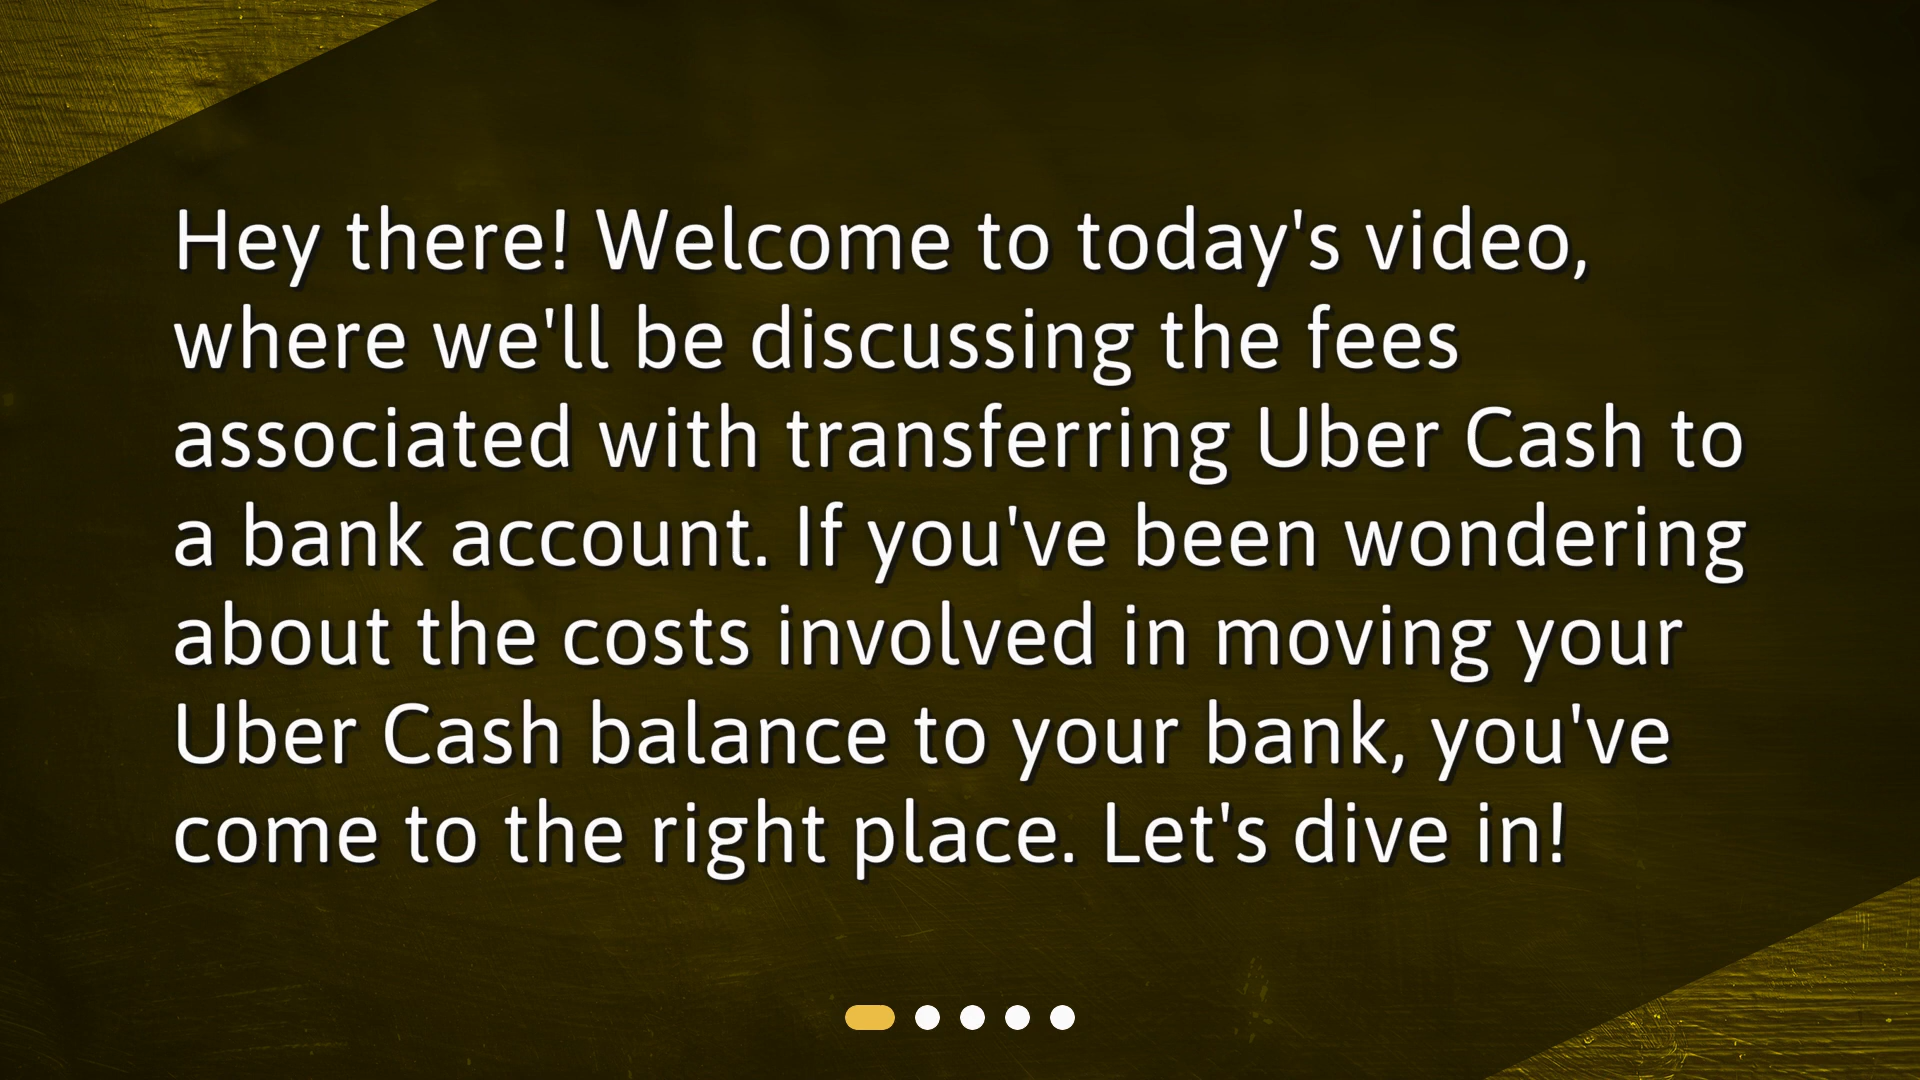 Hey there! Welcome to today's video,
where we'll be discussing the fees
associated with transferring Uber Cash to
a bank account. If you've been wondering
about the costs involved in moving your
Uber Cash balance to your bank, you've
come to the right place. Let's dive in!